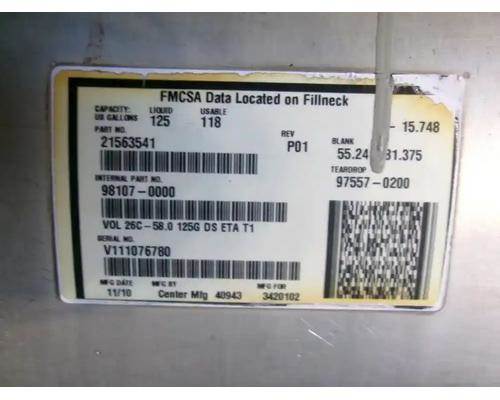 FMCSA Data Located on Fillneck
CAPACITY: LIQUID USABLE
US GALLONS 125 118
- 15.748
PART NO. REV BLANK
21563541 P01 55.24 31.375
TEARDROP
INTERNAL PART NO. 97557-0200
98107-0000
VOL 26C-58.0 125G DS ETA T1
SERIAL NO.
V111076780
MFG DATE MFG BY MFG FOR
11/10 Center Mfg 40943 3420102